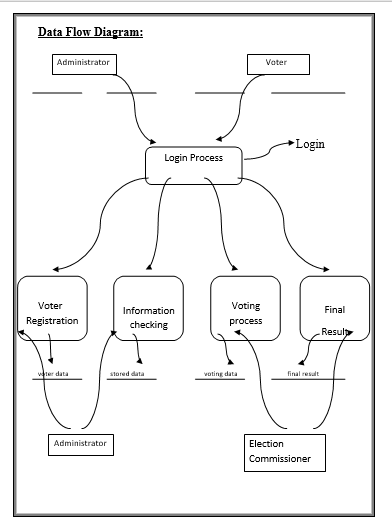 Data Flow Diagram:
Administrator
Voter
Login Process
Login
Voter
Registration
Information
checking
Voting
process
Final
Result
voter data
stored data
voting data
final result
Administrator
Election
Commissioner